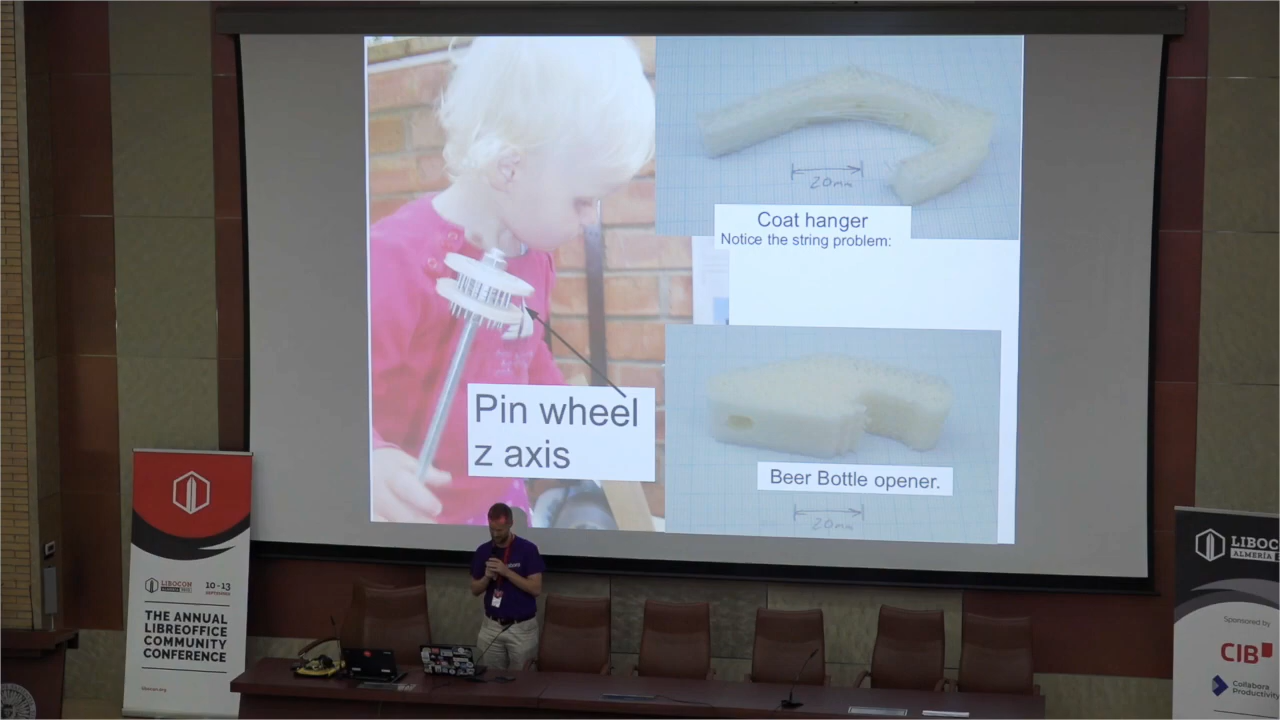 Coat hanger
Notice the string problem:
20mm
Pin wheel
z axis
Beer Bottle opener.
20mm
LIBOCON
10-13
SEPTEMBER
THE ANNUAL
LIBREOFFICE
COMMUNITY
CONFERENCE
LIBOC
ALMERÍA
Sponsored by
CIB
Collabora
Productivity